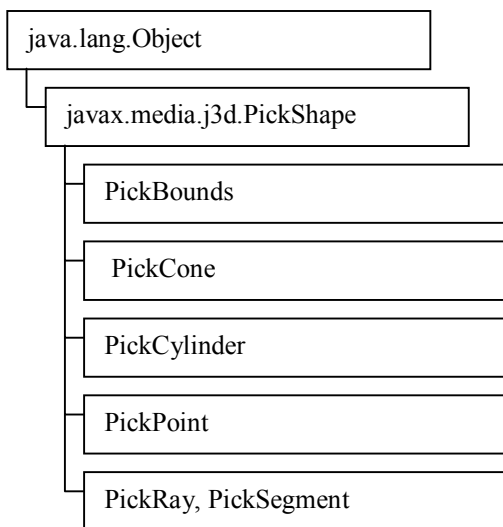 java.lang.Object
javax.media.j3d.PickShape
PickBounds
PickCone
PickCylinder
PickPoint
PickRay, PickSegment